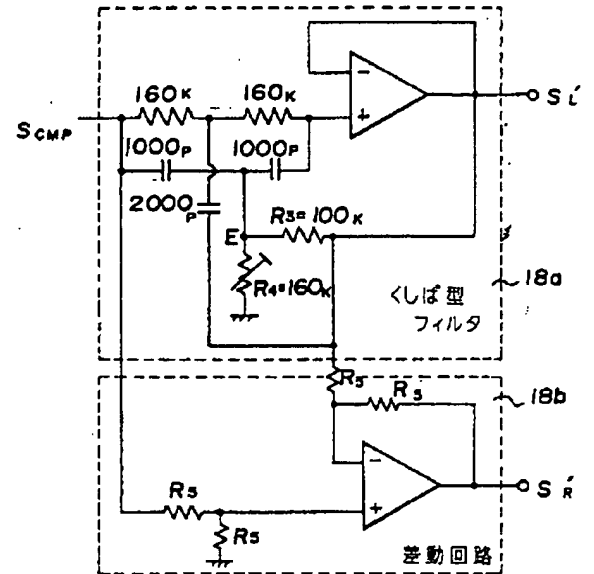 160K 160K
SCMP
1000P 1000P
2000P
R3=100K
E
R4=160K
くしば型
フィルタ
18a
SL'
R5
R5
18b
R5
R5
SR'
差動回路